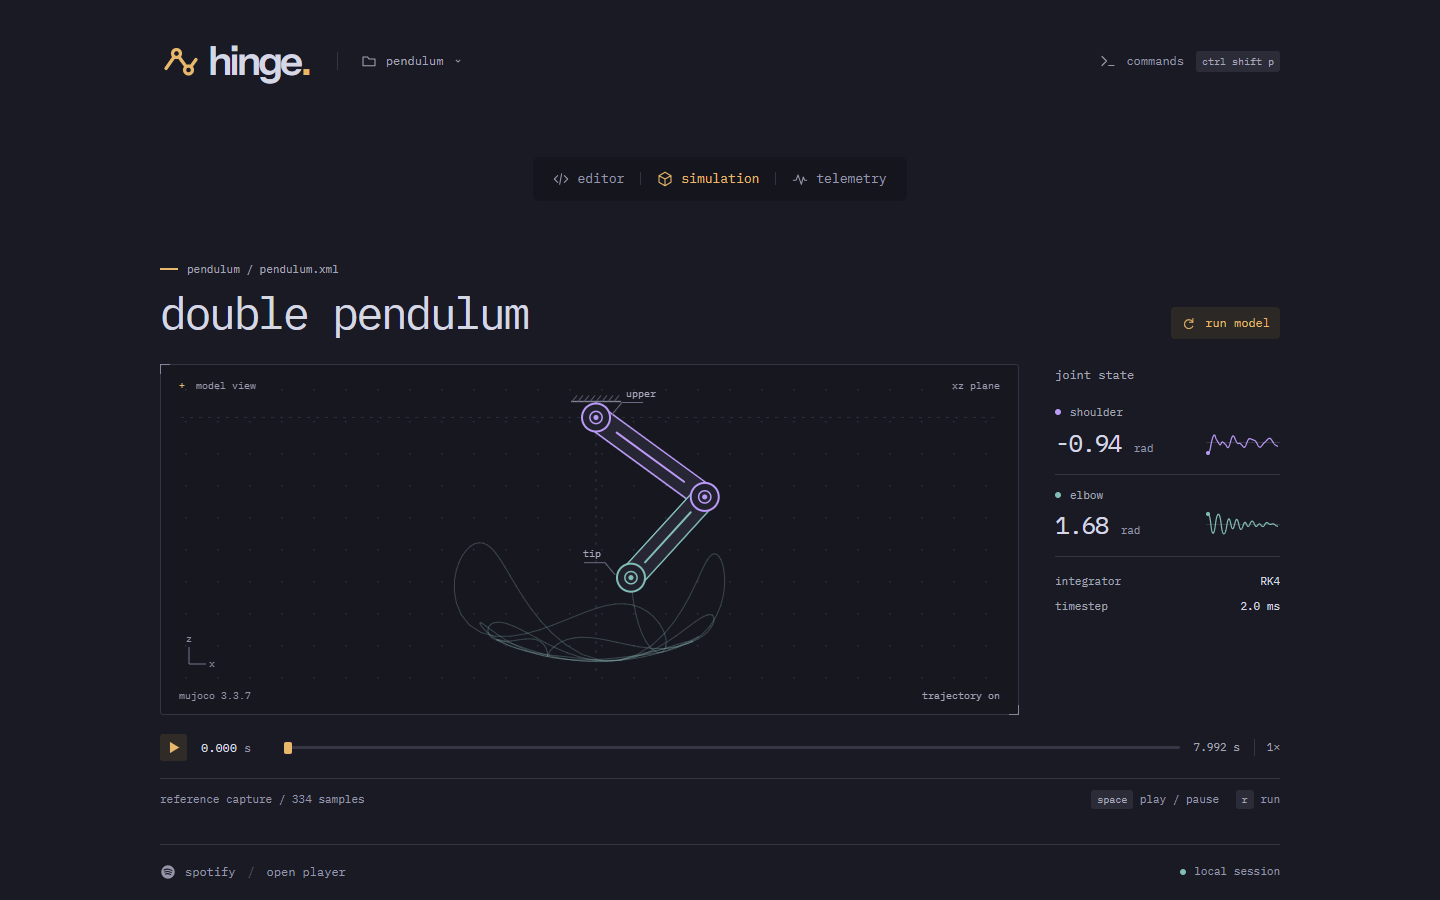 hinge.
pendulum
commands ctrl shift p
editor simulation telemetry
pendulum / pendulum.xml
double pendulum
run model
+ model view
xz plane
upper
tip
z
x
mujoco 3.3.7
trajectory on
joint state
shoulder
-0.94 rad
elbow
1.68 rad
integrator RK4
timestep 2.0 ms
0.000 s
7.992 s
1×
reference capture / 334 samples
space play / pause r run
spotify / open player
local session